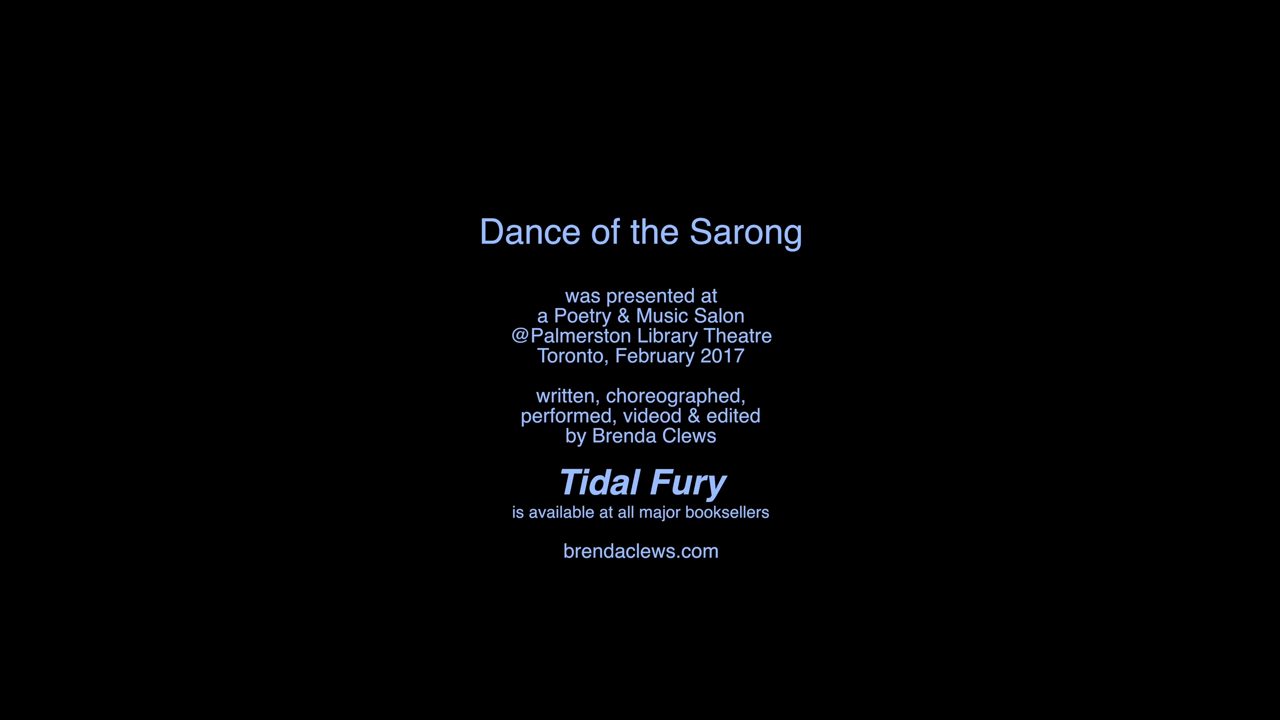 Dance of the Sarong
was presented at
a Poetry & Music Salon
@Palmerston Library Theatre
Toronto, February 2017
written, choreographed,
performed, videod & edited
by Brenda Clews
Tidal Fury
is available at all major booksellers
brendaclews.com